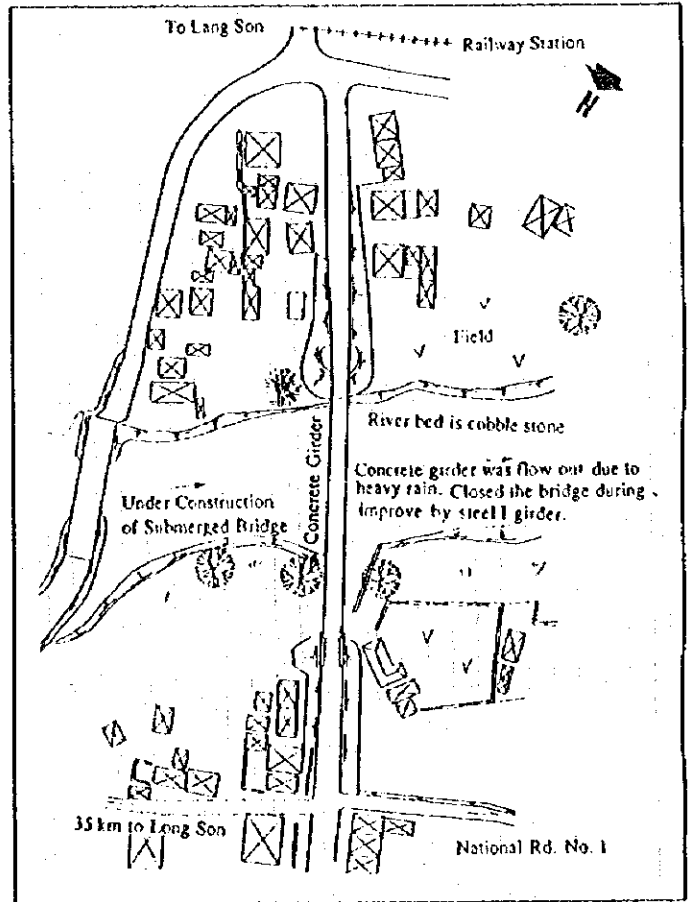 To Lang Son
Railway Station
N
Field
River bed is cobble stone
Concrete Girder
Concrete girder was flow out due to
heavy rain. Closed the bridge during
improve by steel l girder.
Under Construction
of Submerged Bridge
35 km to Long Son
National Rd. No. 1